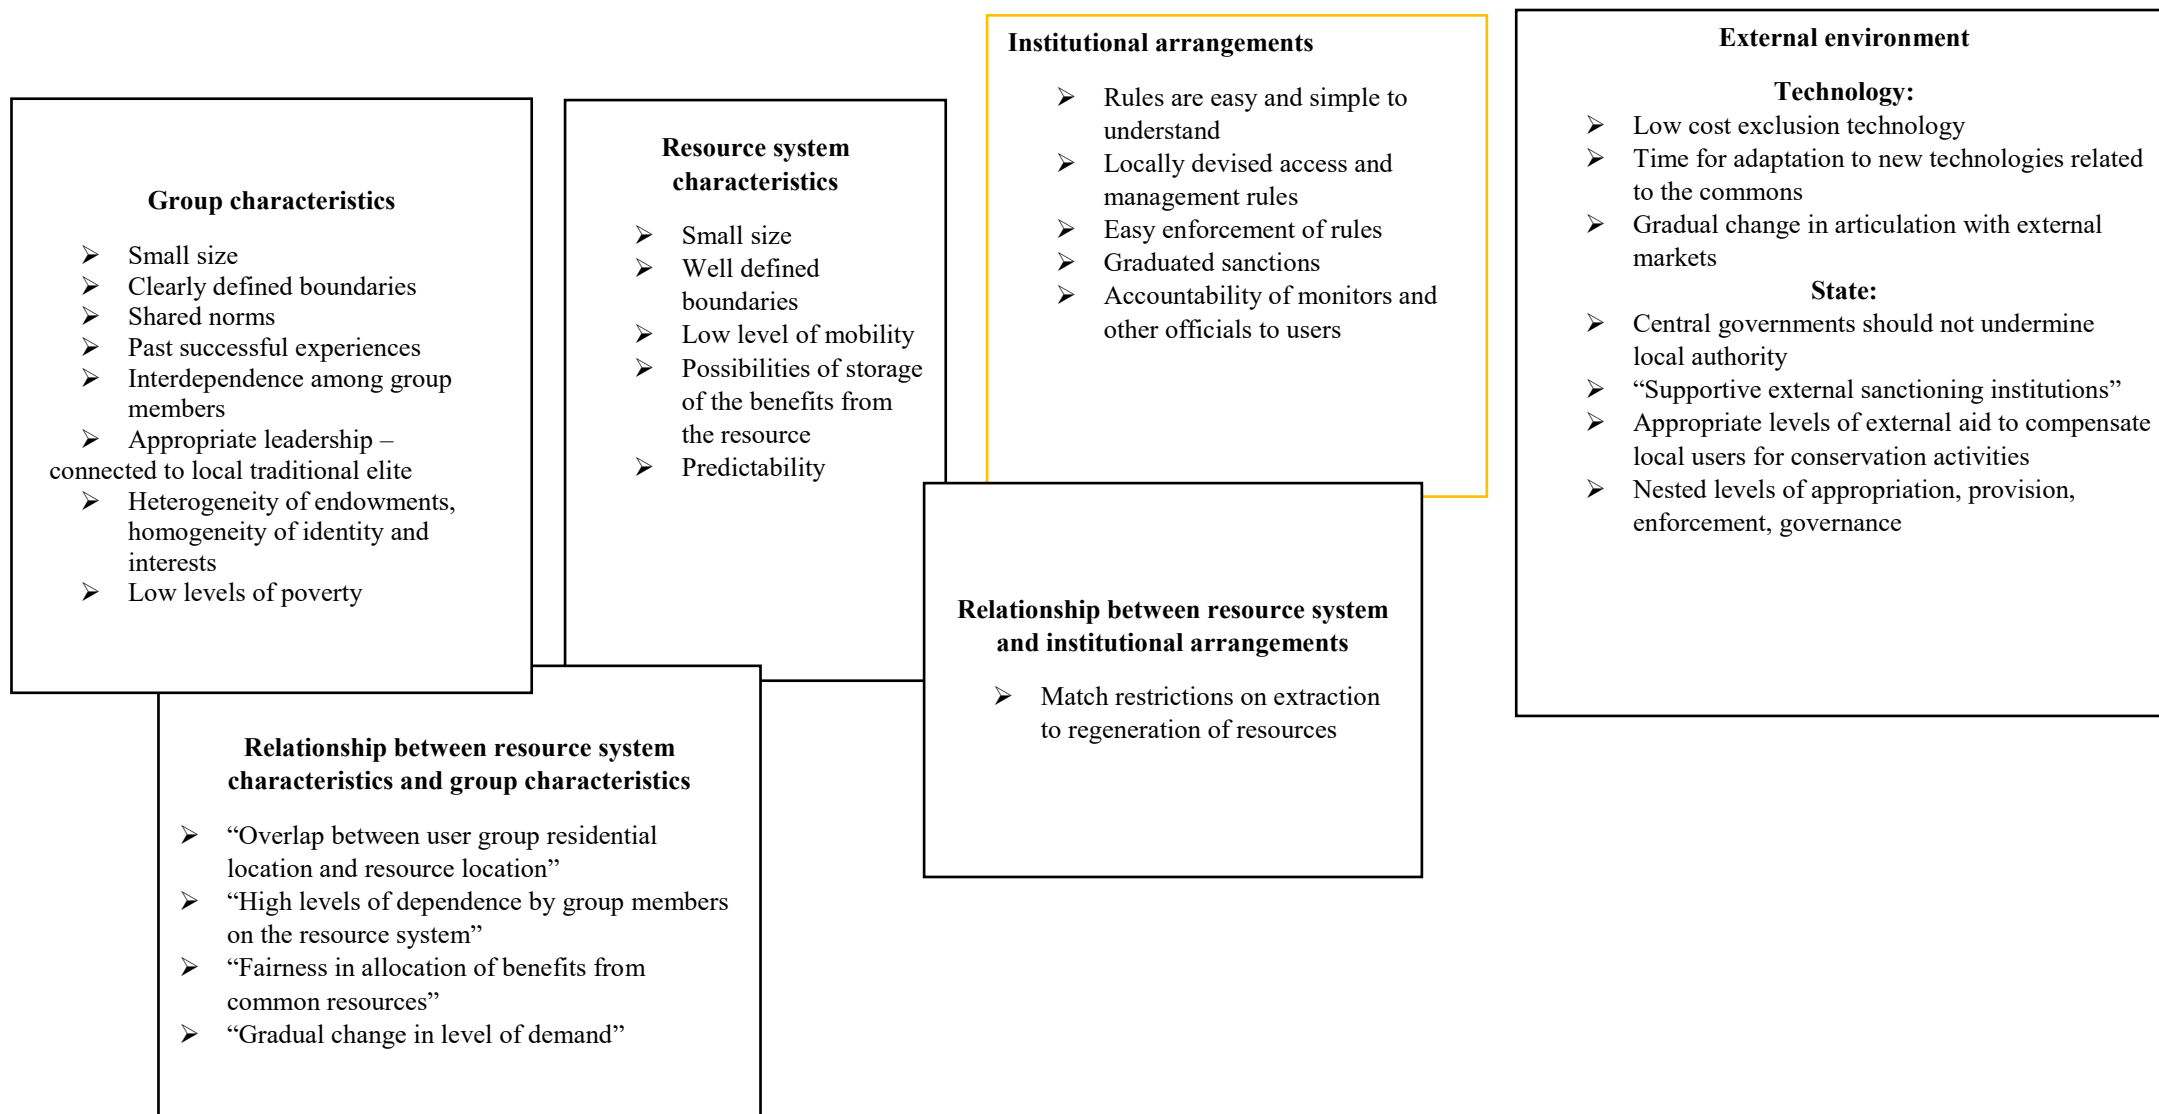 Group characteristics
➢ Small size
➢ Clearly defined boundaries
➢ Shared norms
➢ Past successful experiences
➢ Interdependence among group
members
➢ Appropriate leadership –
connected to local traditional elite
➢ Heterogeneity of endowments,
homogeneity of identity and
interests
➢ Low levels of poverty
Resource system
characteristics
➢ Small size
➢ Well defined
boundaries
➢ Low level of mobility
➢ Possibilities of storage
of the benefits from
the resource
➢ Predictability
Institutional arrangements
➢ Rules are easy and simple to
understand
➢ Locally devised access and
management rules
➢ Easy enforcement of rules
➢ Graduated sanctions
➢ Accountability of monitors and
other officials to users
External environment
Technology:
➢ Low cost exclusion technology
➢ Time for adaptation to new technologies related
to the commons
➢ Gradual change in articulation with external
markets
State:
➢ Central governments should not undermine
local authority
➢ “Supportive external sanctioning institutions”
➢ Appropriate levels of external aid to compensate
local users for conservation activities
➢ Nested levels of appropriation, provision,
enforcement, governance
Relationship between resource system
and institutional arrangements
➢ Match restrictions on extraction
to regeneration of resources
Relationship between resource system
characteristics and group characteristics
➢ “Overlap between user group residential
location and resource location”
➢ “High levels of dependence by group members
on the resource system”
➢ “Fairness in allocation of benefits from
common resources”
➢ “Gradual change in level of demand”